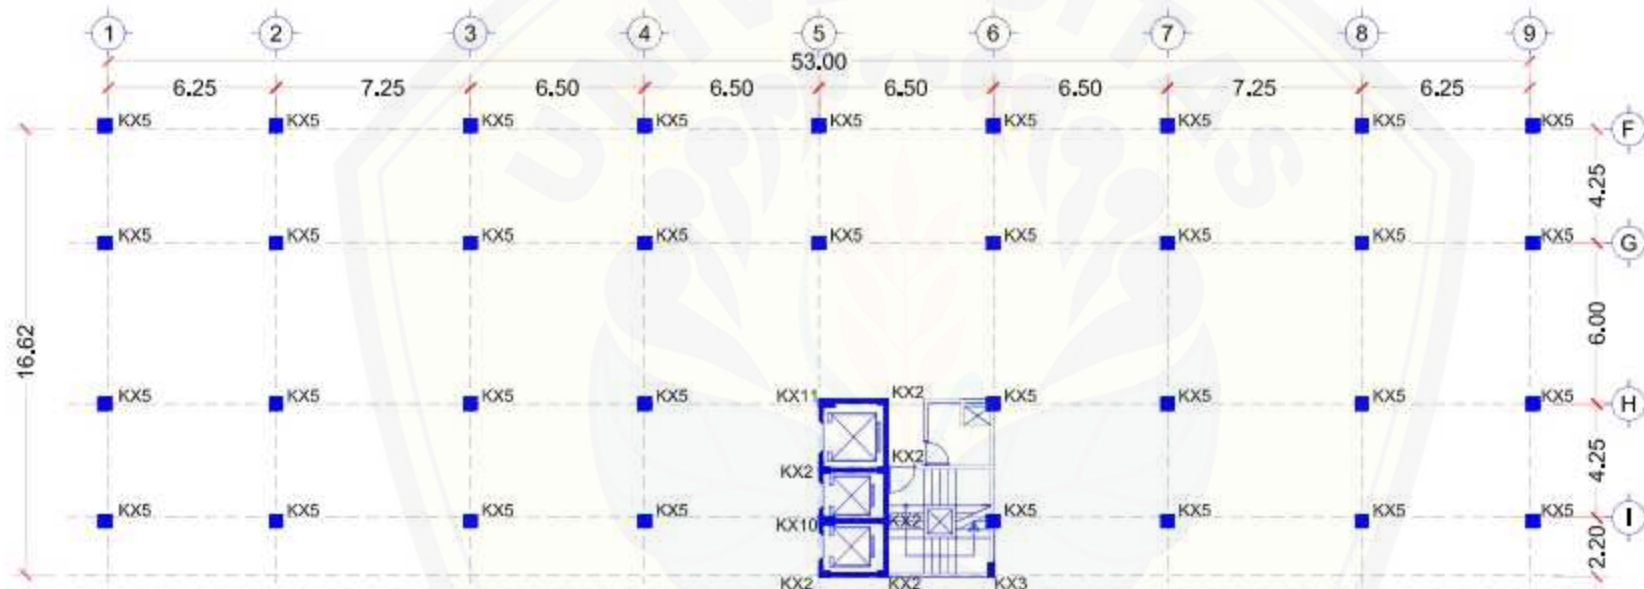 1 2 3 4 5 6 7 8 9
53.00
6.25 7.25 6.50 6.50 6.50 6.50 7.25 6.25
KX5 KX5 KX5 KX5 KX5 KX5 KX5 KX5 KX5 F
UNIVERSITAS
4.25
KX5 KX5 KX5 KX5 KX5 KX5 KX5 KX5 KX5 G
16.62
6.00
KX5 KX5 KX5 KX5 KX11 KX2 KX5 KX5 KX5 KX5 H
KX2 KX2
4.25
KX5 KX5 KX5 KX5 KX10 KX2 KX5 KX5 KX5 KX5 I
2.20
KX2 KX2 KX3